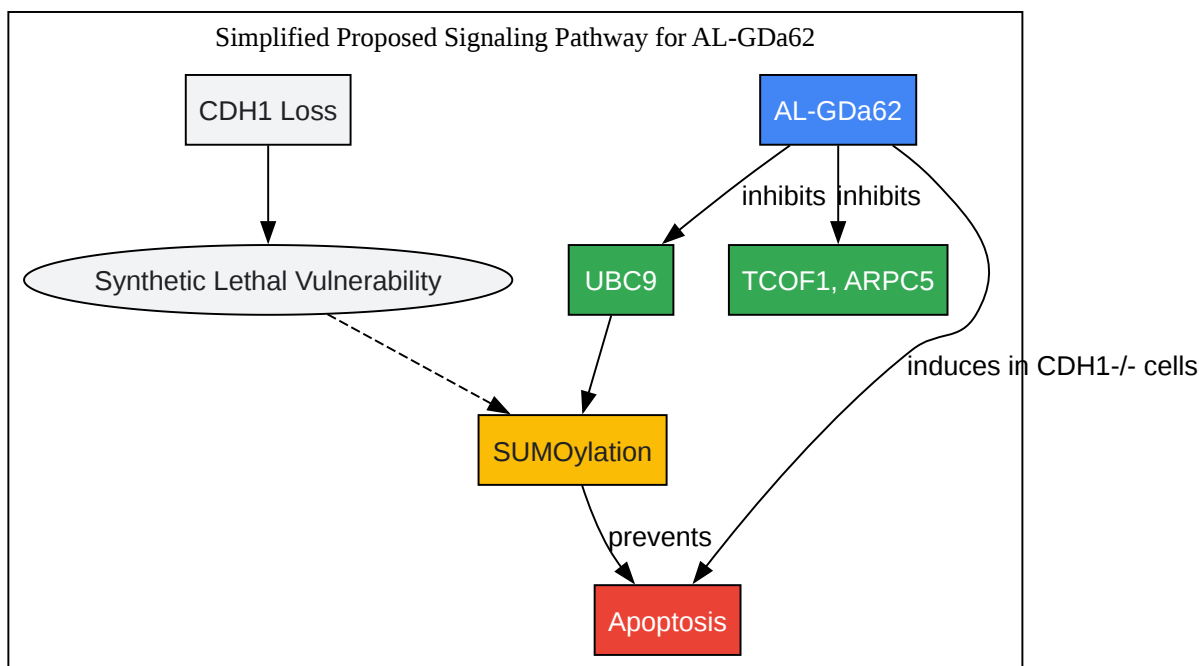 Simplified Proposed Signaling Pathway for AL-GDa62
CDH1 Loss
AL-GDa62
inhibits
inhibits
Synthetic Lethal Vulnerability
UBC9
TCOF1, ARPC5
induces in CDH1-/- cells
SUMOylation
prevents
Apoptosis